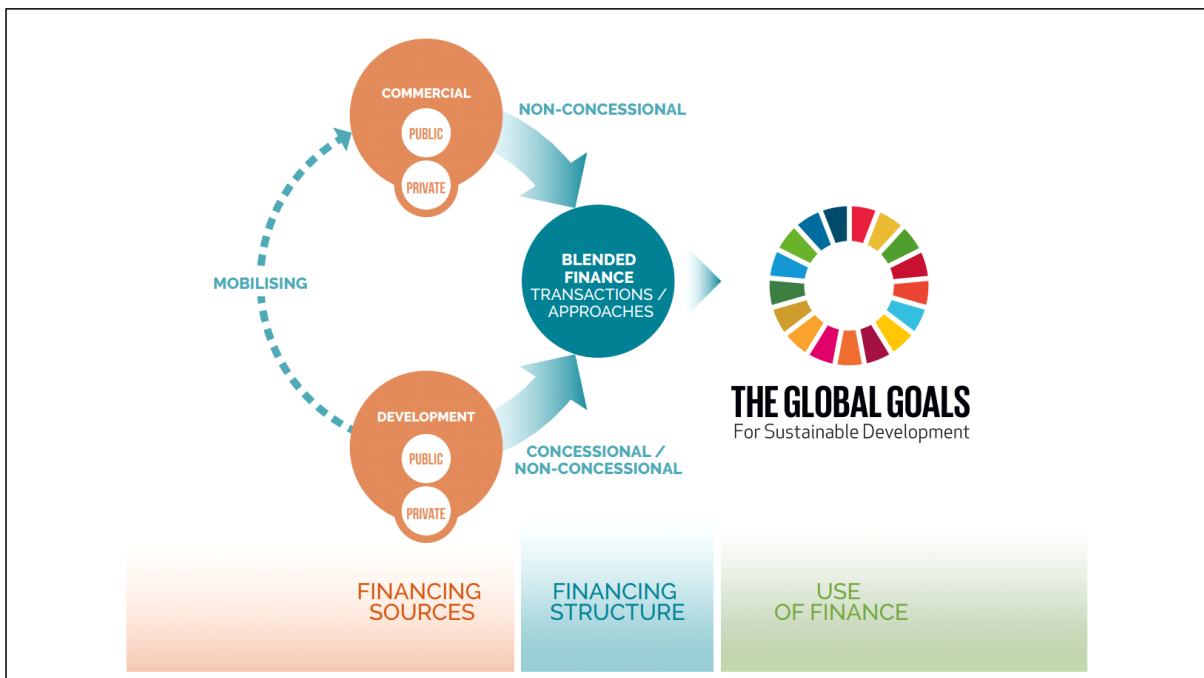 COMMERCIAL
PUBLIC
PRIVATE
NON-CONCESSIONAL
MOBILISING
BLENDED
FINANCE
TRANSACTIONS /
APPROACHES
DEVELOPMENT
PUBLIC
PRIVATE
CONCESSIONAL /
NON-CONCESSIONAL
THE GLOBAL GOALS
For Sustainable Development
FINANCING
SOURCES
FINANCING
STRUCTURE
USE
OF FINANCE